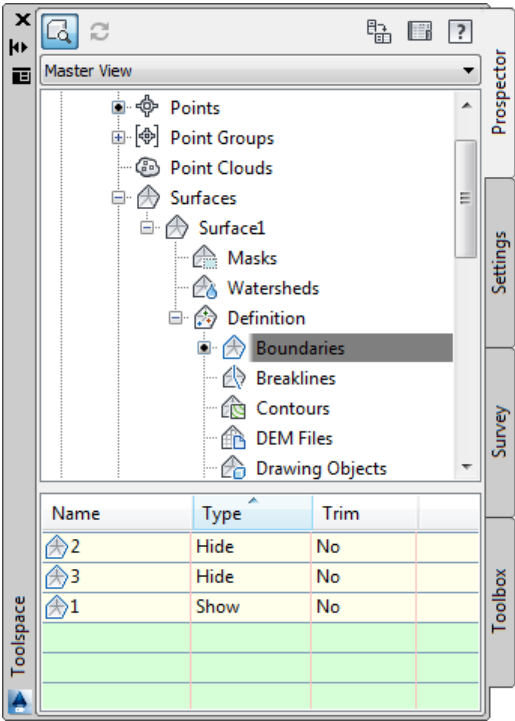 ?
Master View
Points
Point Groups
Point Clouds
Surfaces
Surface1
Masks
Watersheds
Definition
Boundaries
Breaklines
Contours
DEM Files
Drawing Objects
Name Type Trim
2 Hide No
3 Hide No
1 Show No
Prospector
Settings
Survey
Toolbox
Toolspace